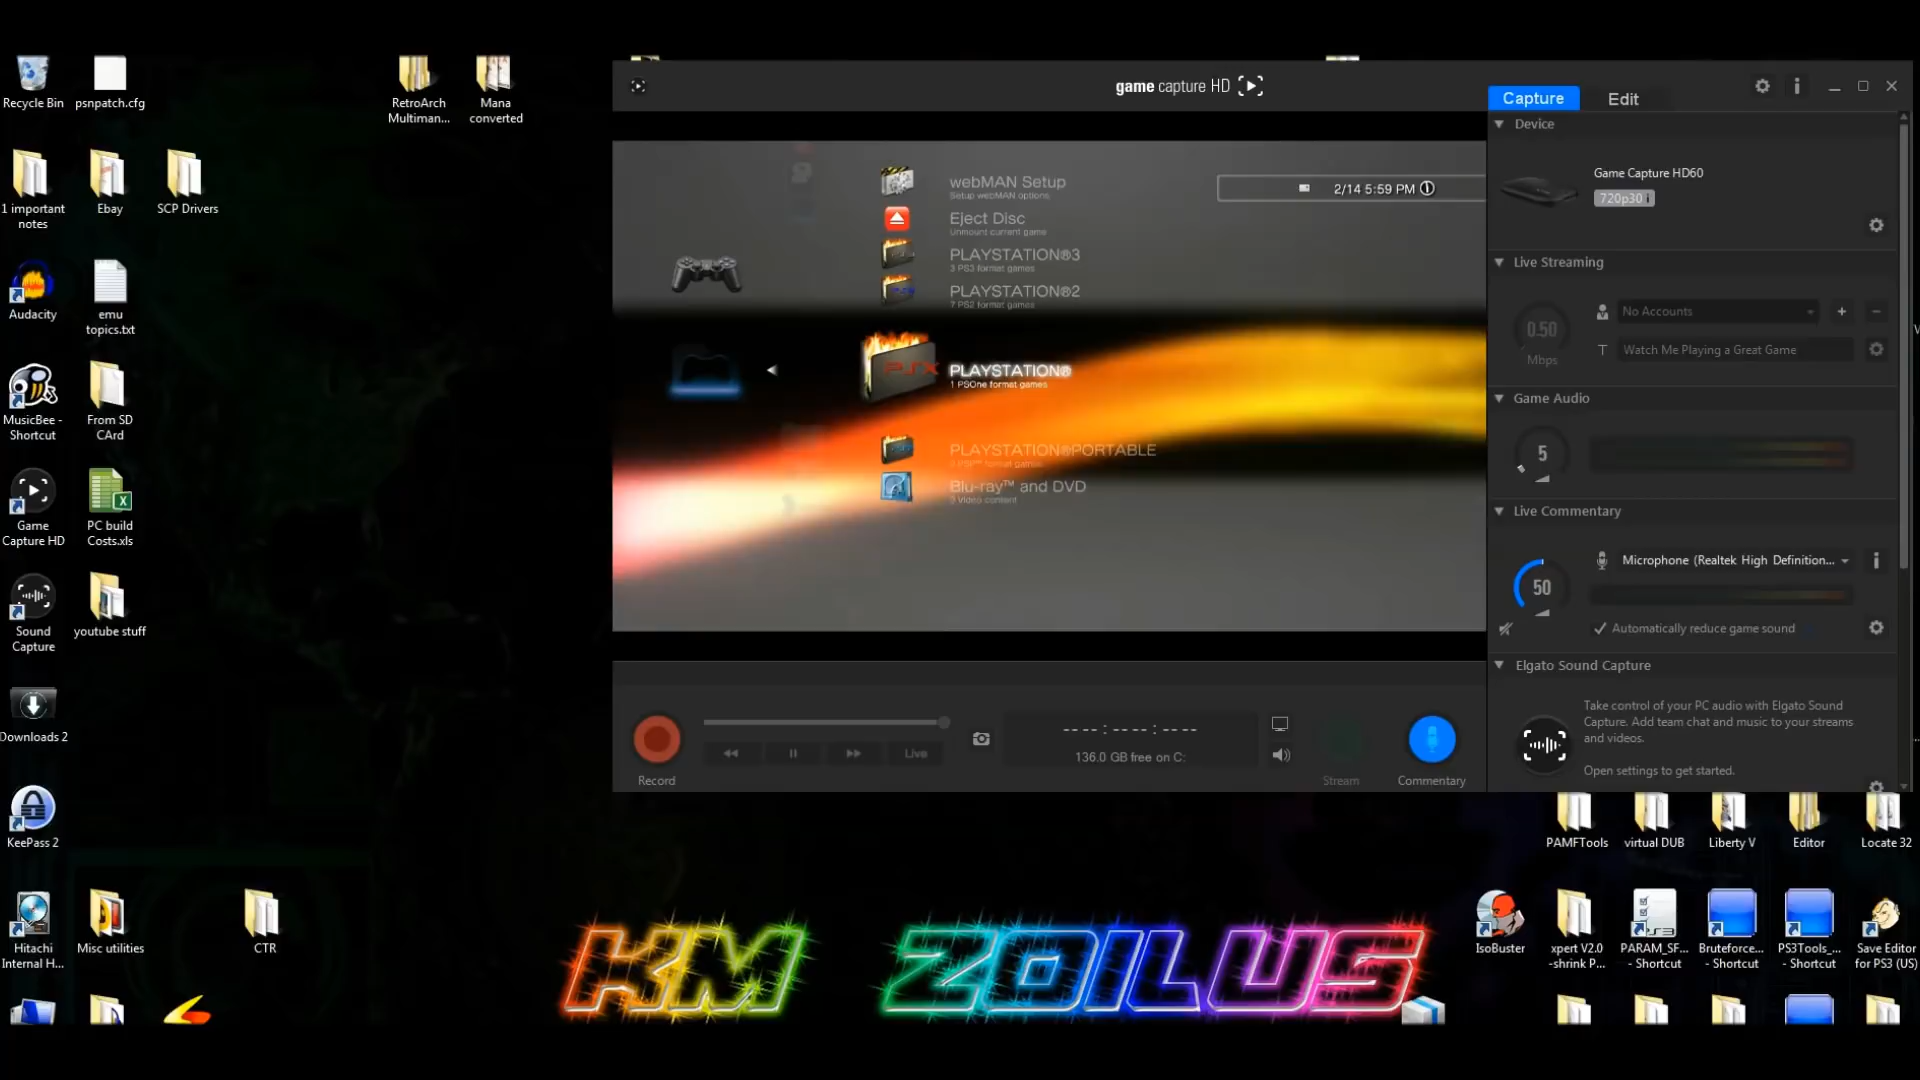 Recycle Bin
psnpatch.cfg
RetroArch
Multiman...
Mana
converted
1 important
notes
Ebay
SCP Drivers
Audacity
emu
topics.txt
MusicBee -
Shortcut
From SD
CArd
Game
Capture HD
PC build
Costs.xls
Sound
Capture
youtube stuff
Downloads 2
KeePass 2
Hitachi
Internal H...
Misc utilities
CTR
game capture HD
webMAN Setup
Setup webMAN options
Eject Disc
Unmount current game
PLAYSTATION®3
3 PS3 format games
PLAYSTATION®2
7 PS2 format games
PSX
PLAYSTATION®
1 PSOne format games
PLAYSTATION®PORTABLE
Blu-ray™ and DVD
2/14 5:59 PM
Record
Live
-- -- : -- -- : -- --
136.0 GB free on C:
Stream
Commentary
Capture
Edit
Device
Game Capture HD60
720p30
Live Streaming
0.50
Mbps
No Accounts
T
Watch Me Playing a Great Game
Game Audio
5
Live Commentary
50
Microphone (Realtek High Definition...
Automatically reduce game sound
Elgato Sound Capture
Take control of your PC audio with Elgato Sound
Capture. Add team chat and music to your streams
and videos.
Open settings to get started.
PAMFTools
virtual DUB
Liberty V
Editor
Locate 32
IsoBuster
xpert V2.0
-shrink P...
PARAM_SF...
- Shortcut
Bruteforce...
- Shortcut
PS3Tools_...
- Shortcut
Save Editor
for PS3 (US)
KM ZOILUS